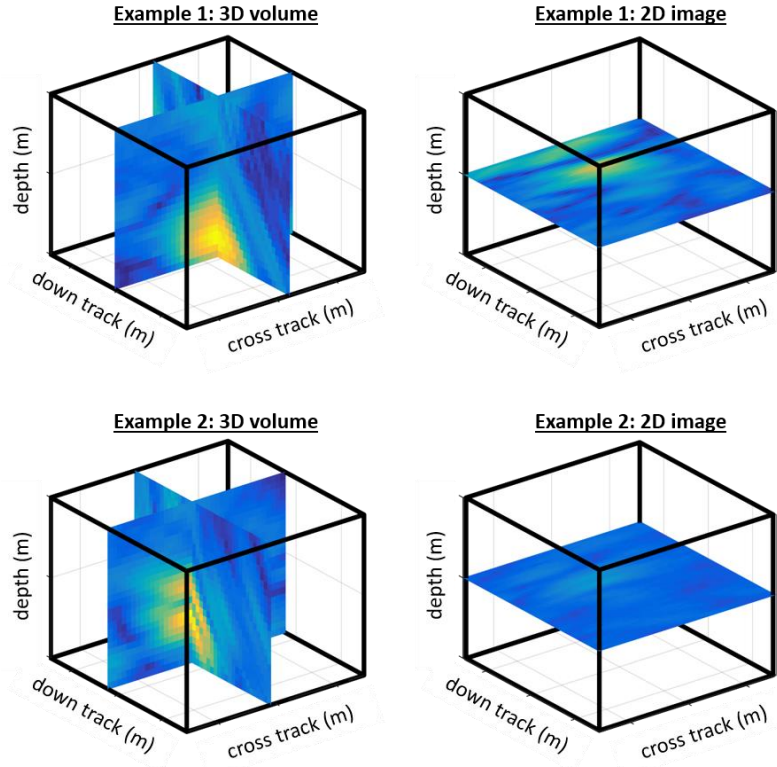 Example 1: 3D volume
Example 1: 2D image
depth (m)
down track (m)
cross track (m)
depth (m)
down track (m)
cross track (m)
Example 2: 3D volume
Example 2: 2D image
depth (m)
down track (m)
cross track (m)
depth (m)
down track (m)
cross track (m)